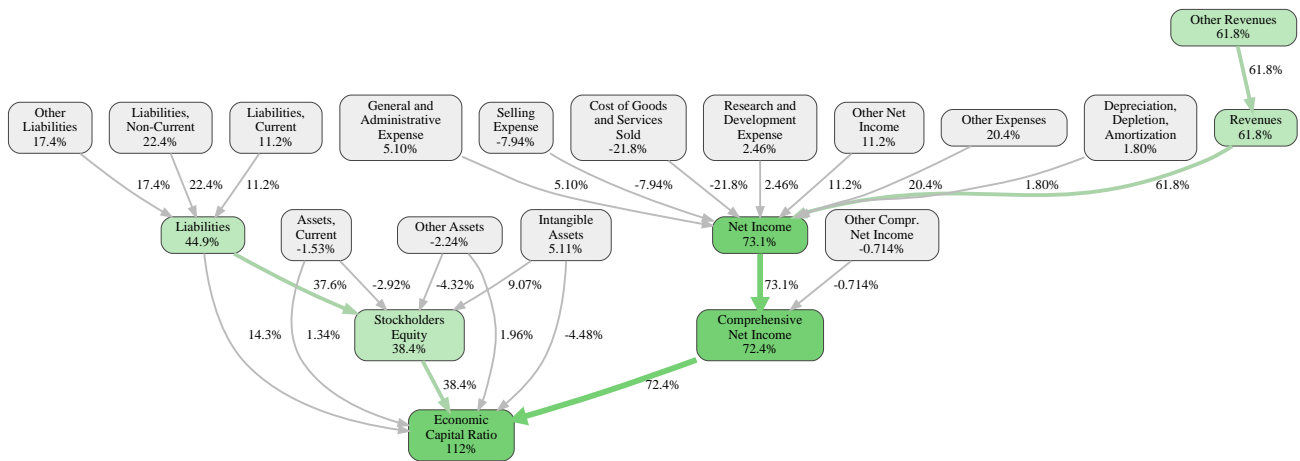 Other Revenues
61.8%
61.8%
Other
Liabilities
17.4%
Liabilities,
Non-Current
22.4%
Liabilities,
Current
11.2%
General and
Administrative
Expense
5.10%
Selling
Expense
-7.94%
Cost of Goods
and Services
Sold
-21.8%
Research and
Development
Expense
2.46%
Other Net
Income
11.2%
Other Expenses
20.4%
Depreciation,
Depletion,
Amortization
1.80%
Revenues
61.8%
17.4%
22.4%
11.2%
5.10%
-7.94%
-21.8%
2.46%
11.2%
20.4%
1.80%
61.8%
Liabilities
44.9%
Assets,
Current
-1.53%
Other Assets
-2.24%
Intangible
Assets
5.11%
Net Income
73.1%
Other Compr.
Net Income
-0.714%
37.6%
-2.92%
-4.32%
9.07%
73.1%
-0.714%
14.3%
1.34%
Stockholders
Equity
38.4%
1.96%
-4.48%
Comprehensive
Net Income
72.4%
38.4%
72.4%
Economic
Capital Ratio
112%